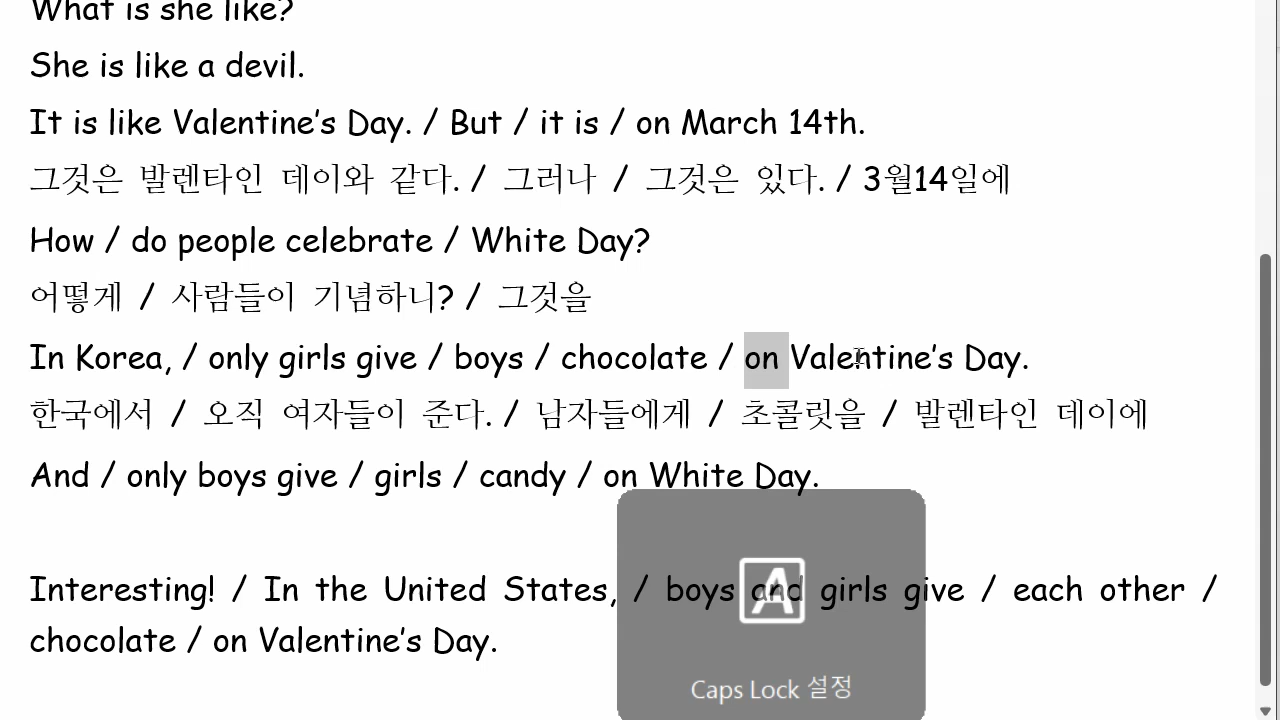 What is she like?
She is like a devil.
It is like Valentine's Day. / But / it is / on March 14th.
그것은 발렌타인 데이와 같다. / 그러나 / 그것은 있다. / 3월14일에
How / do people celebrate / White Day?
어떻게 / 사람들이 기념하니? / 그것을
In Korea, / only girls give / boys / chocolate / on Valentine's Day.
한국에서 / 오직 여자들이 준다. / 남자들에게 / 초콜릿을 / 발렌타인 데이에
And / only boys give / girls / candy / on White Day.
Interesting! / In the United States, / boys and girls give / each other /
chocolate / on Valentine's Day.
A
Caps Lock 설정